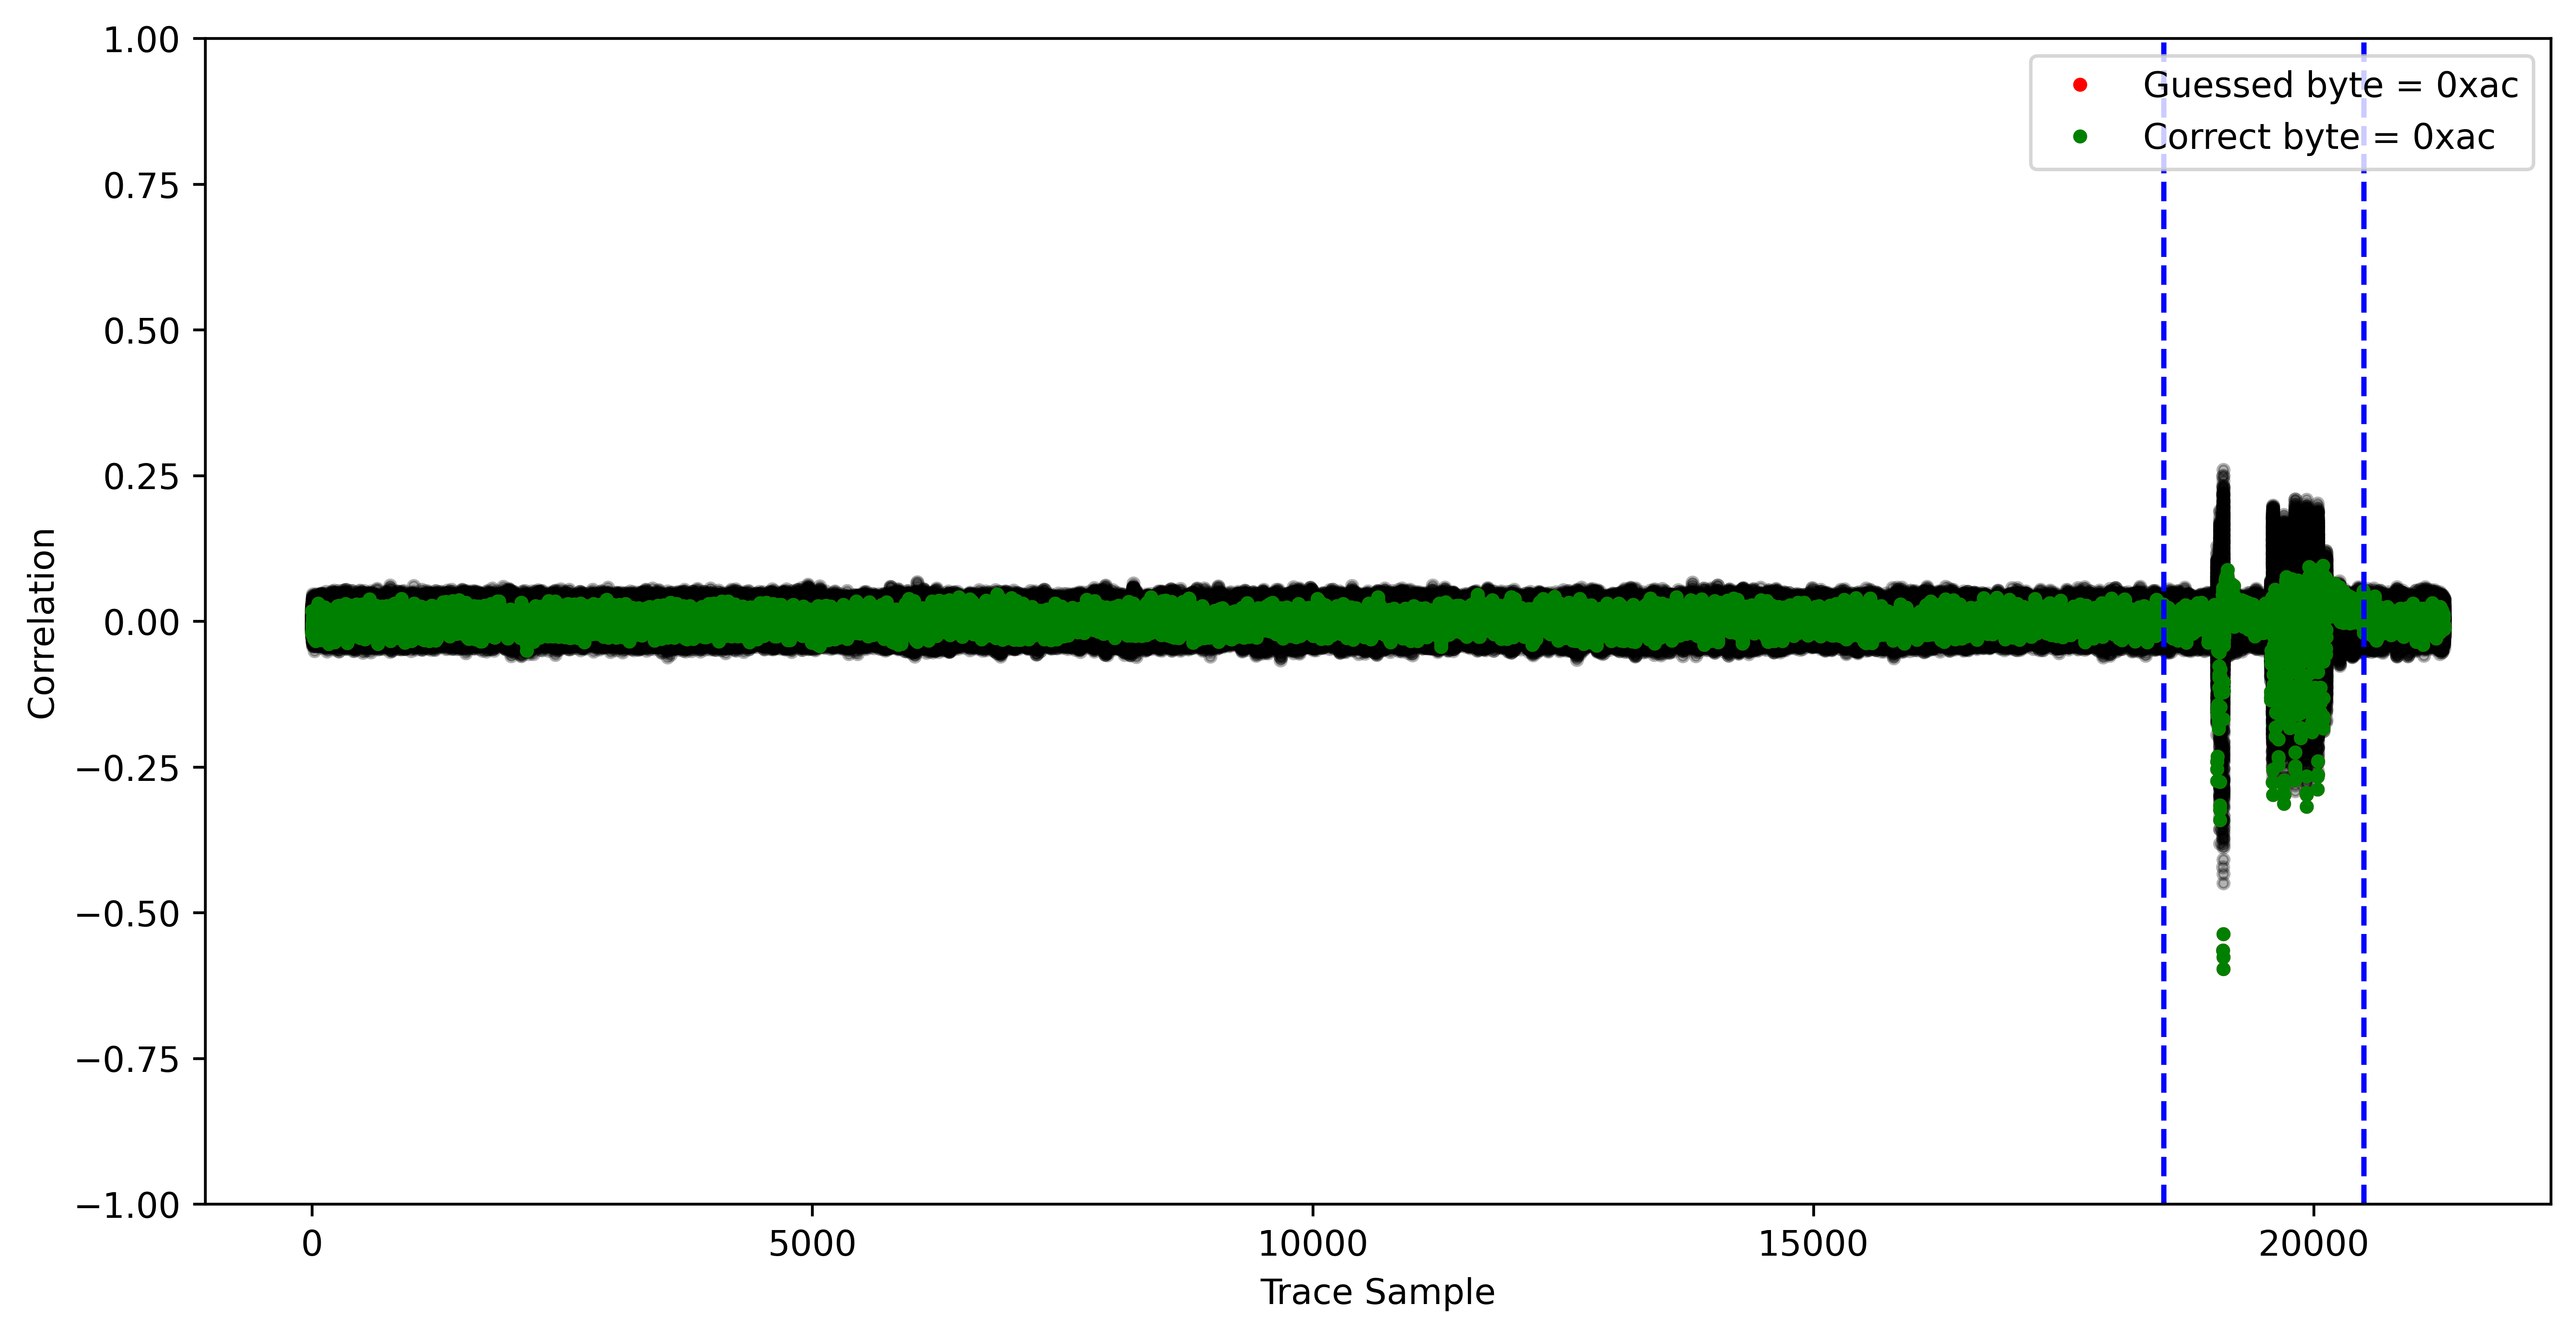 1.00
0.75
0.50
0.25
0.00
−0.25
−0.50
−0.75
−1.00
Correlation
Guessed byte = 0xac
Correct byte = 0xac
0 5000 10000 15000 20000
Trace Sample